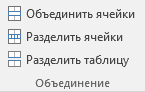 Объединить ячейки
Разделить ячейки
Разделить таблицу
Объединение